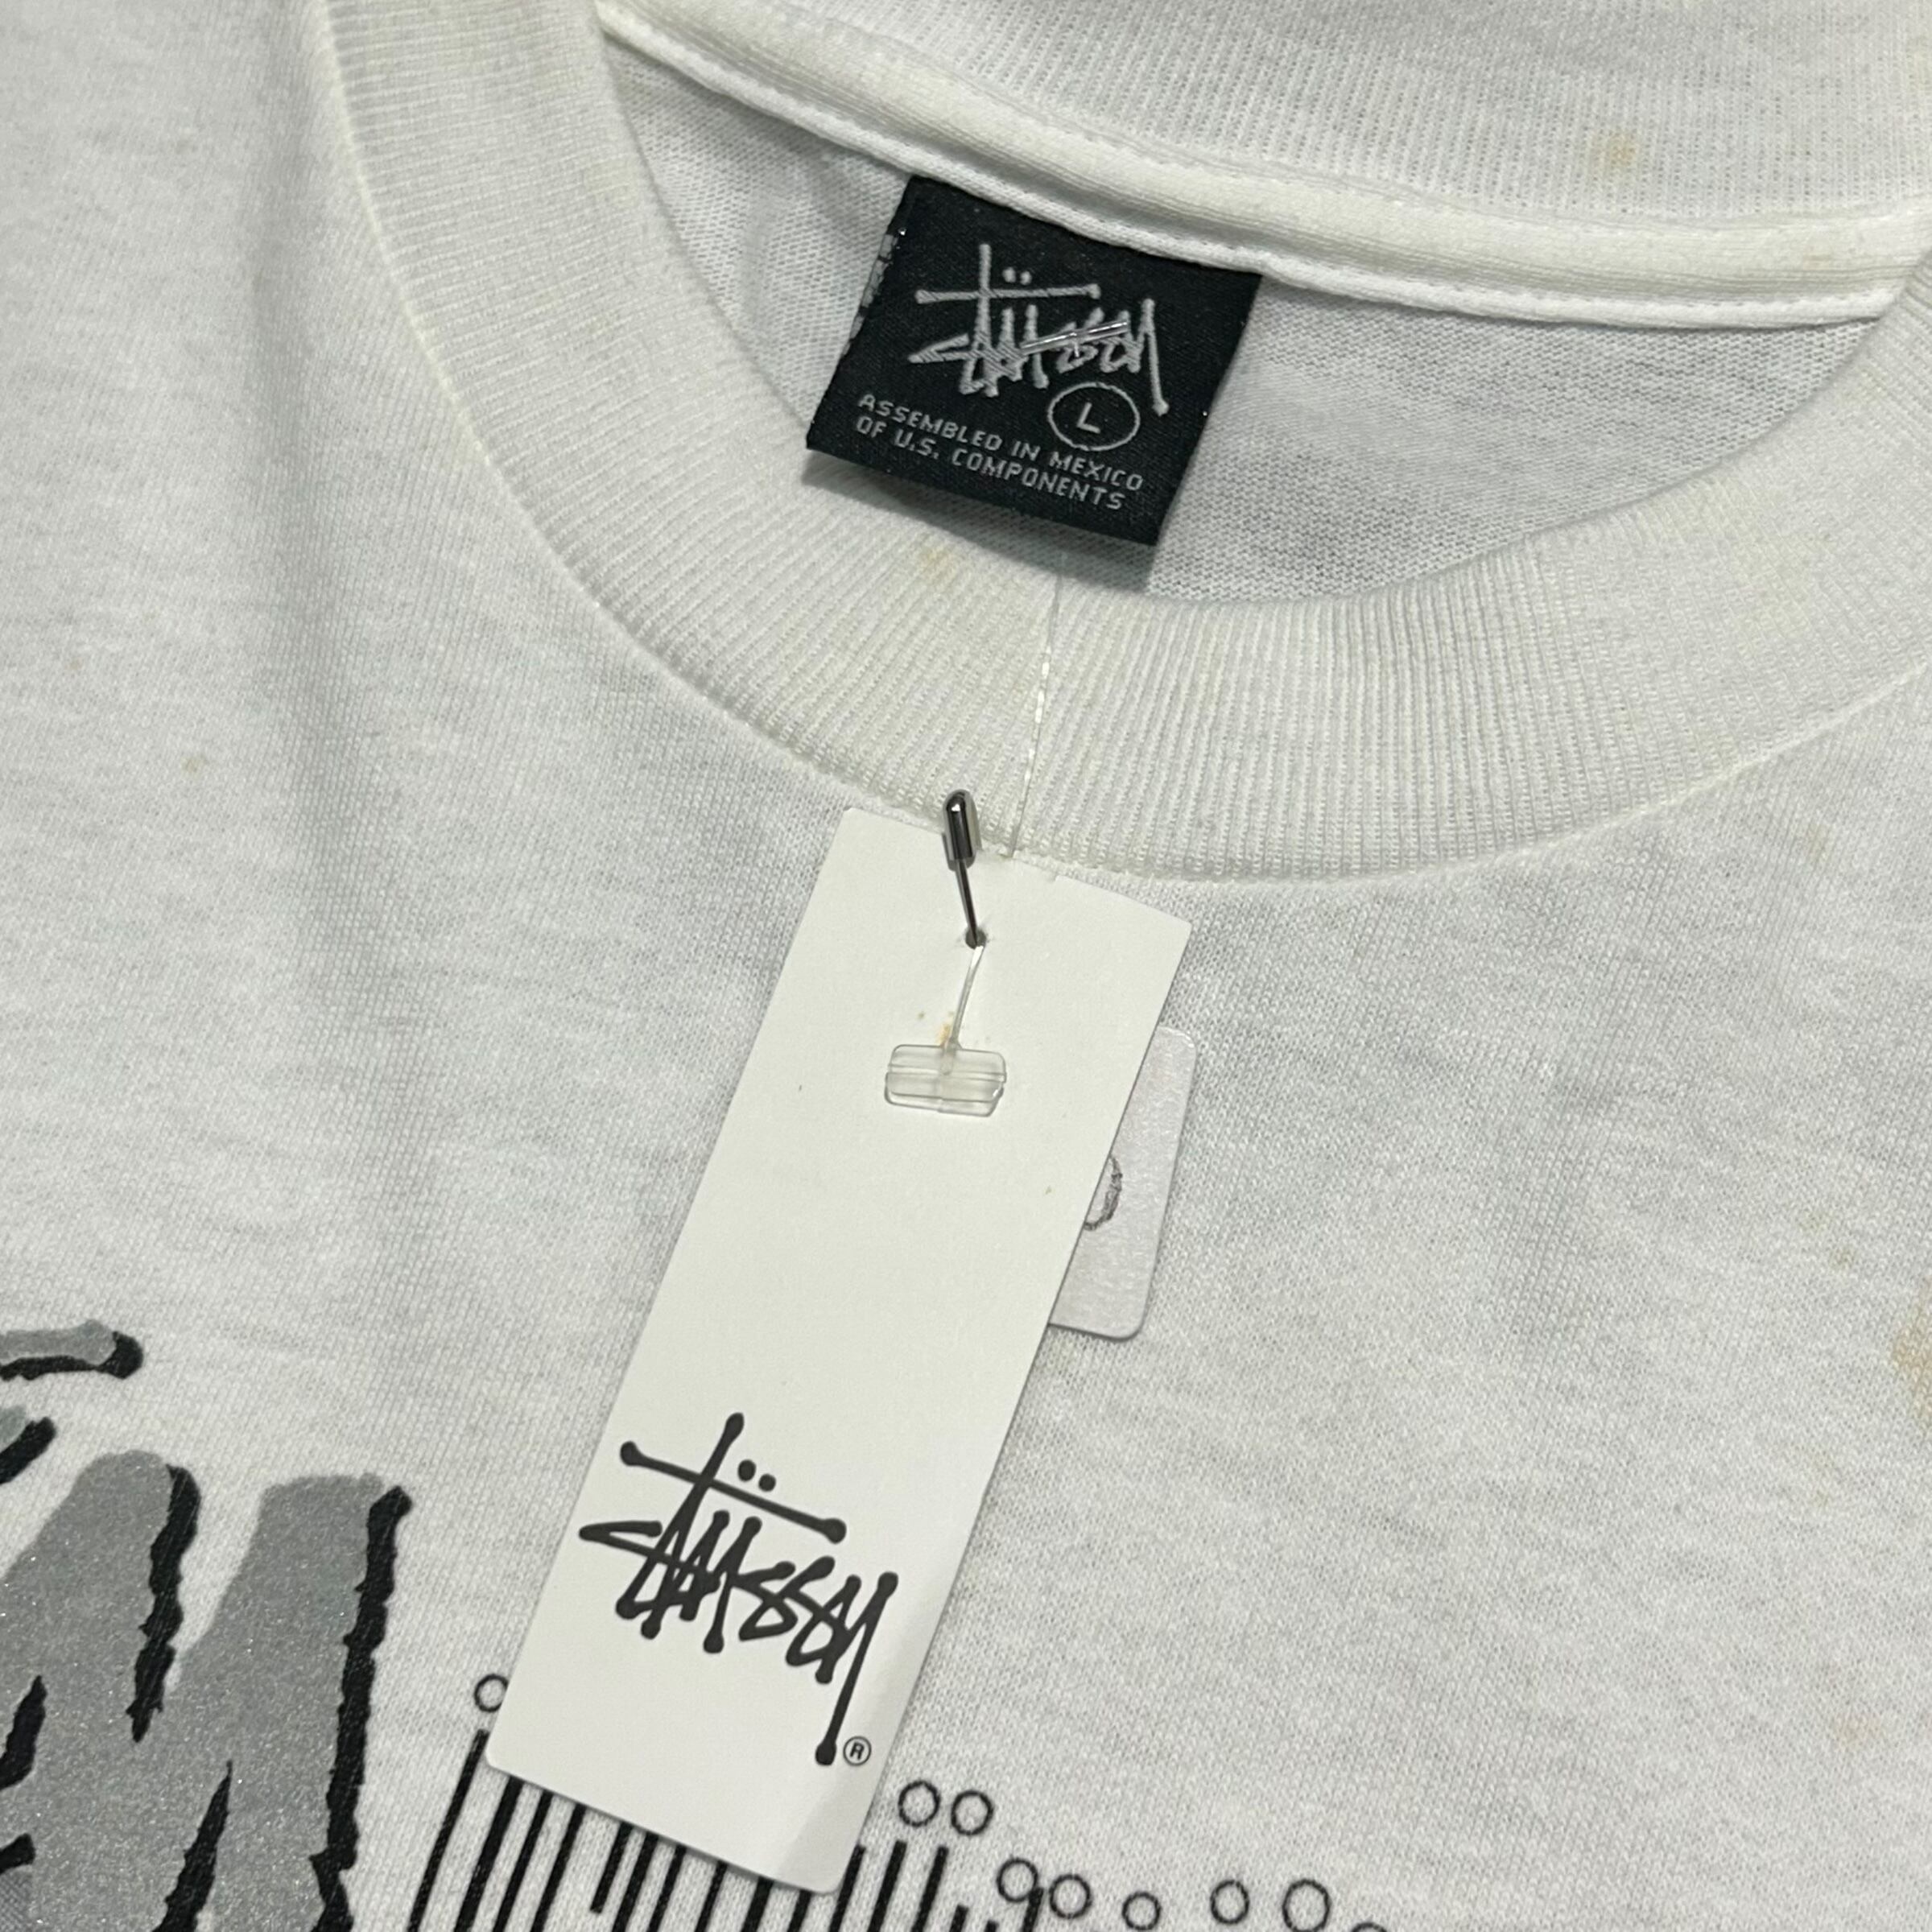 Stüssy
L
ASSEMBLED IN MEXICO
OF U.S. COMPONENTS
Stüssy
®